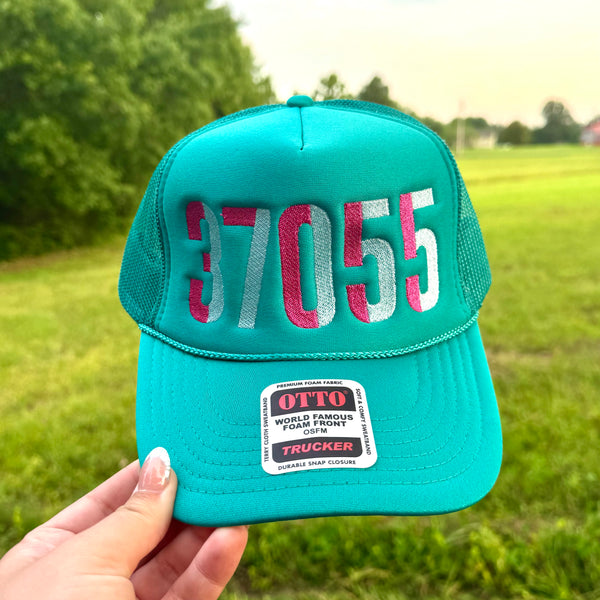 37055
PREMIUM FOAM FABRIC
TERRY CLOTH SWEATBAND
OTTO
WORLD FAMOUS
FOAM FRONT
OSFM
TRUCKER
SOFT & COMFY SWEATBAND
DURABLE SNAP CLOSURE